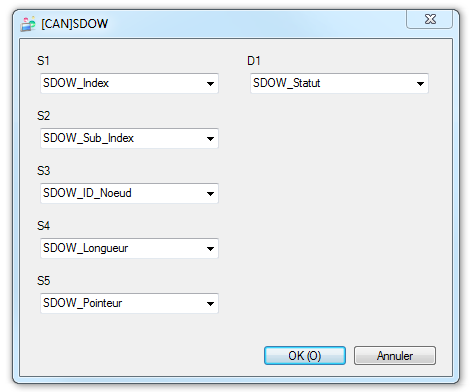 [CAN]SDOW
S1
D1
SDOW_Index
SDOW_Statut
S2
SDOW_Sub_Index
S3
SDOW_ID_Noeud
S4
SDOW_Longueur
S5
SDOW_Pointeur
OK (O)
Annuler